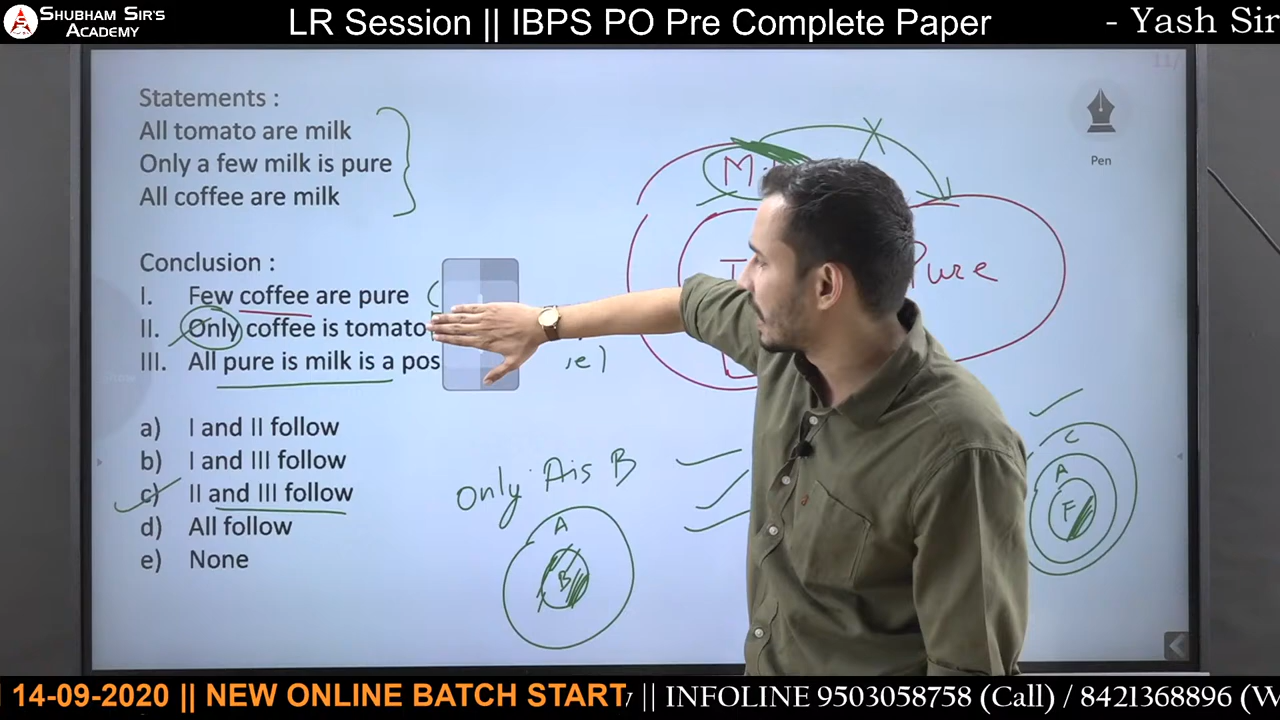 SHUBHAM SIR'S
ACADEMY
LR Session || IBPS PO Pre Complete Paper
- Yash Sir
Statements :
All tomato are milk
Only a few milk is pure
All coffee are milk
Pen
Conclusion :
I. Few coffee are pure
II. Only coffee is tomato
III. All pure is milk is a pos
Pure
a) I and II follow
b) I and III follow
c) II and III follow
d) All follow
e) None
only A is B
A
B
C
A
F
14-09-2020 || NEW ONLINE BATCH START
|| INFOLINE 9503058758 (Call) / 8421368896 (W